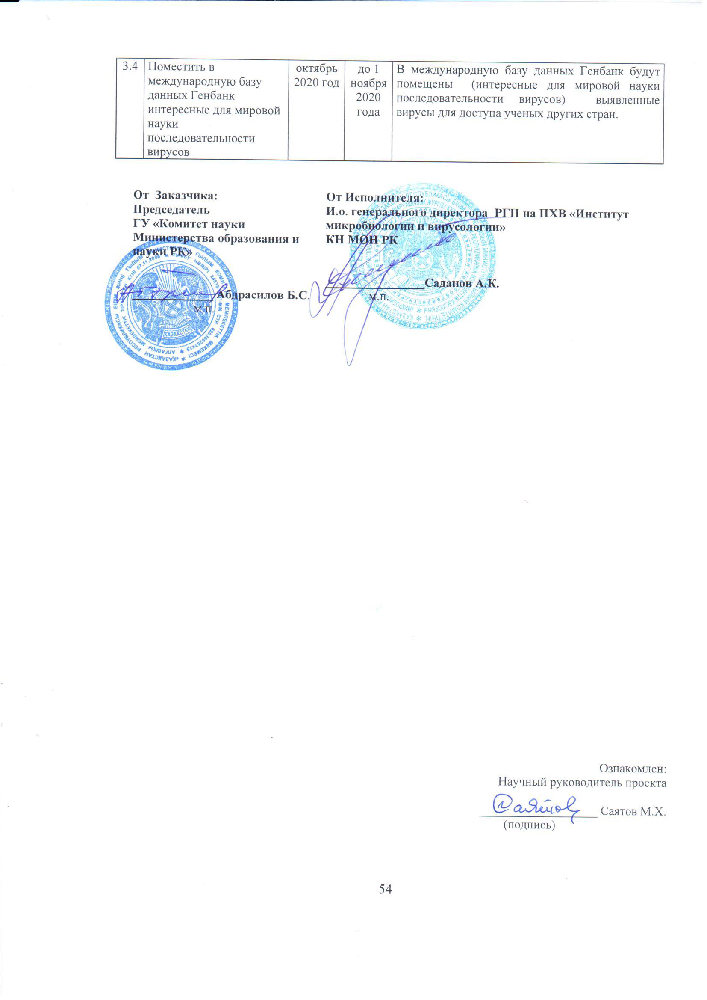 3.4
Поместить в
международную базу
данных Генбанк
интересные для мировой
науки
последовательности
вирусов
октябрь
2020 год
до 1
ноября
2020
года
В международную базу данных Генбанк будут
помещены (интересные для мировой науки
последовательности вирусов) выявленные
вирусы для доступа ученых других стран.
От Заказчика:
Председатель
ГУ «Комитет науки
Министерства образования и
науки РК»
Абдрасилов Б.С.
м.п.
ҚАЗАҚСТАН
От Исполнителя:
И.о. генерального директора РГП на ПХВ «Институт
микробиологии и вирусологии»
КН МОН РК
Саданов А.К.
м.п.
Ознакомлен:
Научный руководитель проекта
Саятов М.Х.
(подпись)
54